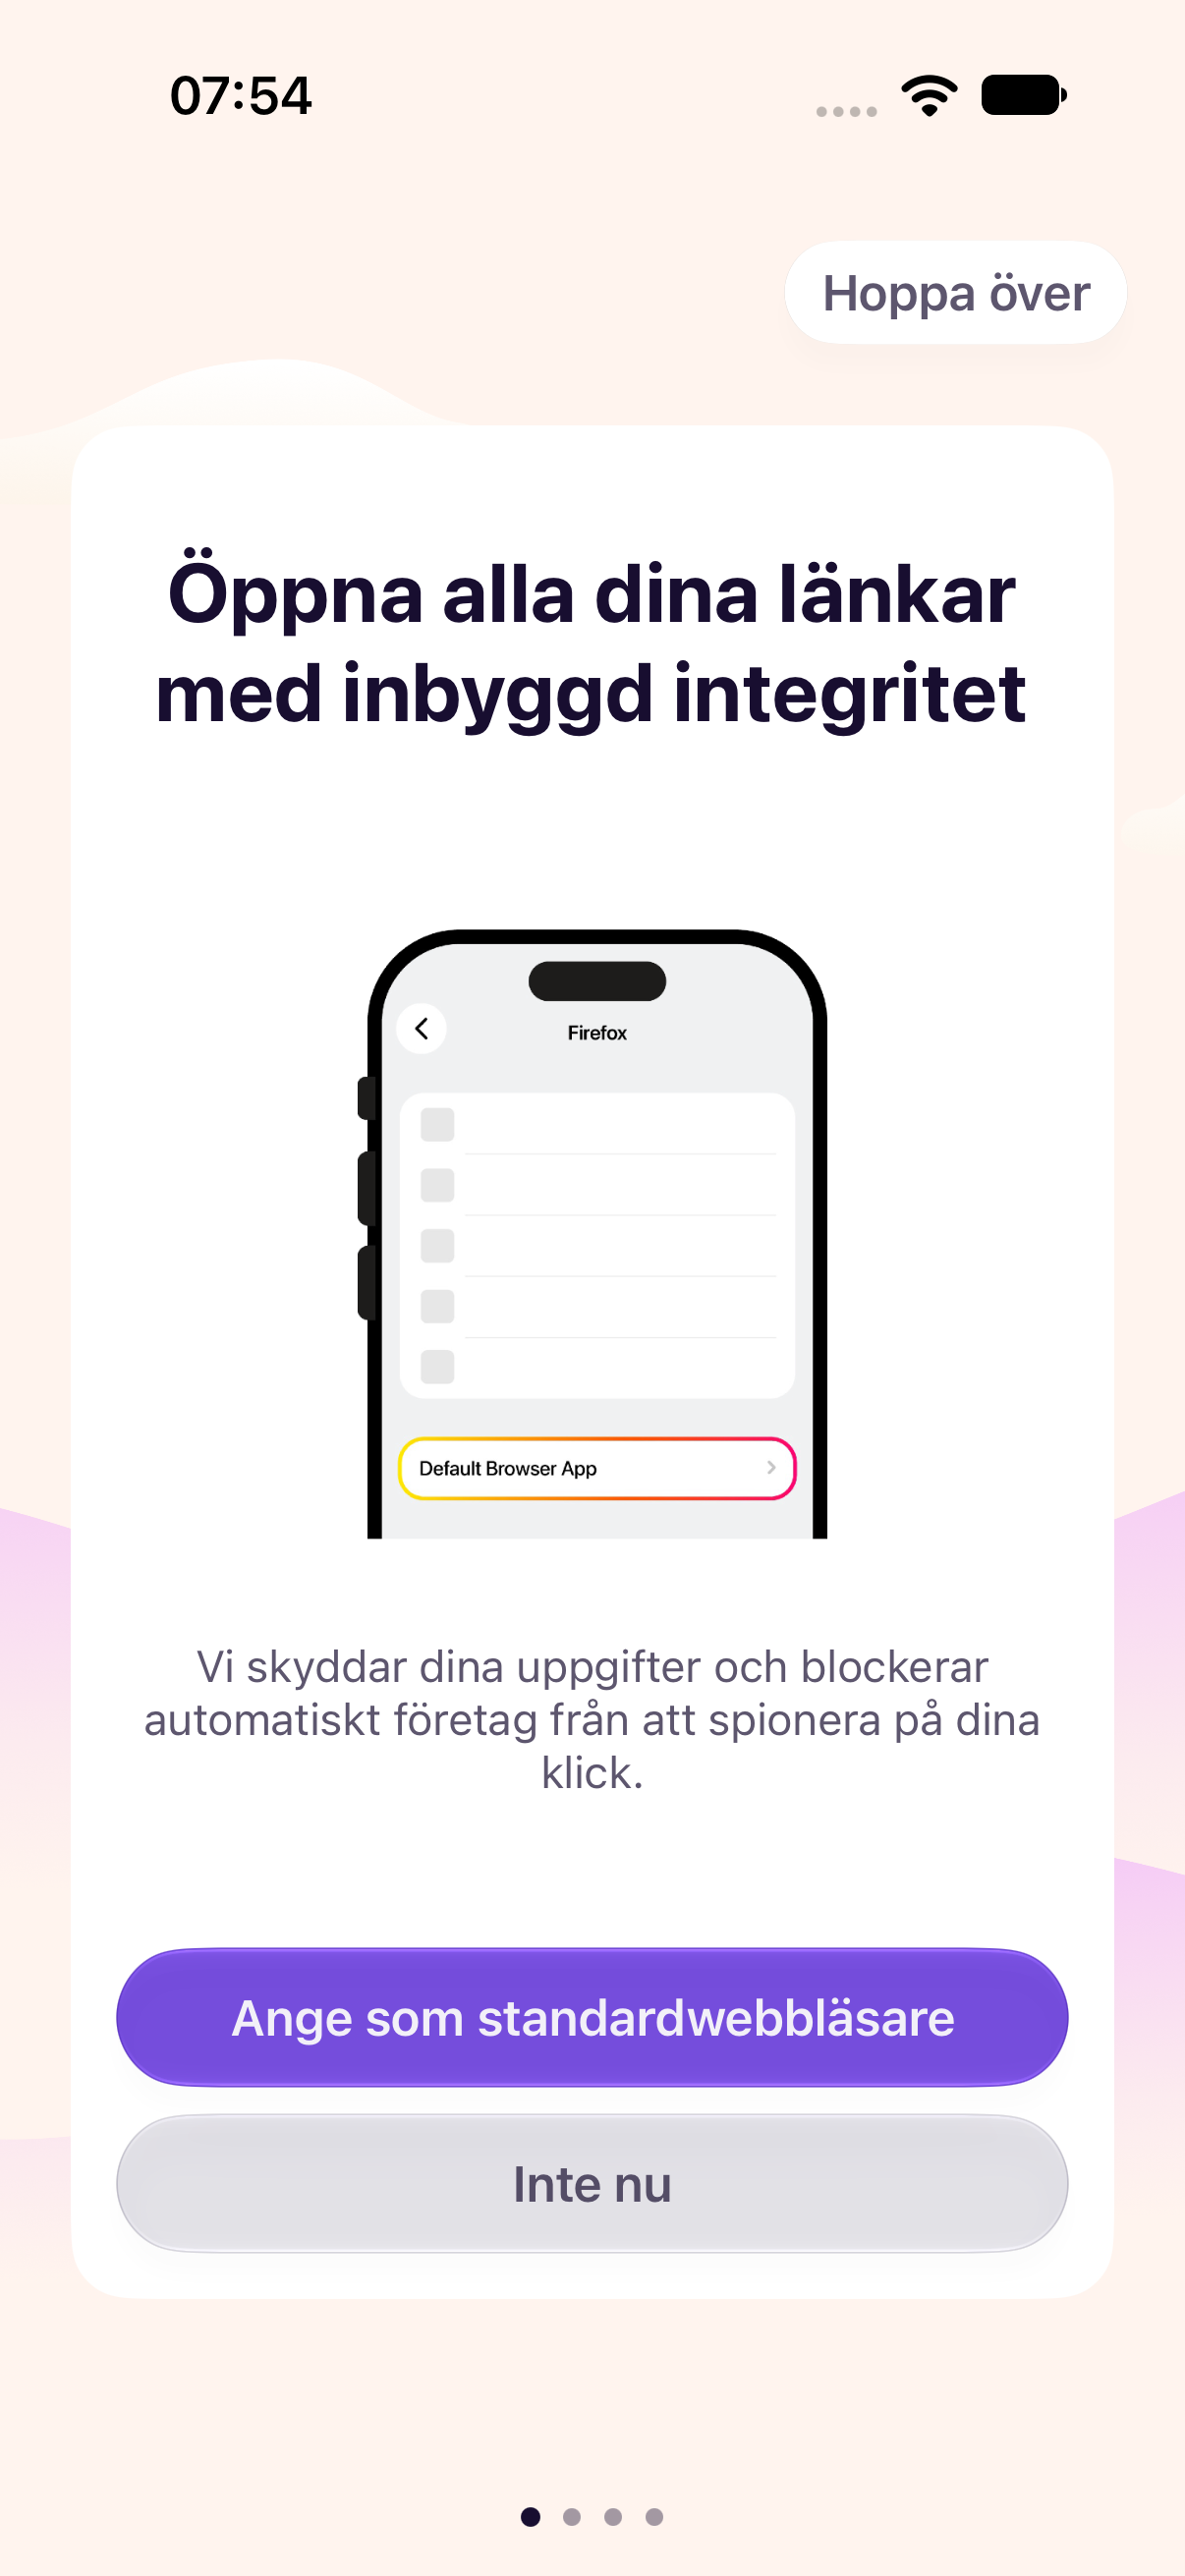 07:54
Hoppa över
Öppna alla dina länkar
med inbyggd integritet
Firefox
Default Browser App
Vi skyddar dina uppgifter och blockerar
automatiskt företag från att spionera på dina
klick.
Ange som standardwebbläsare
Inte nu